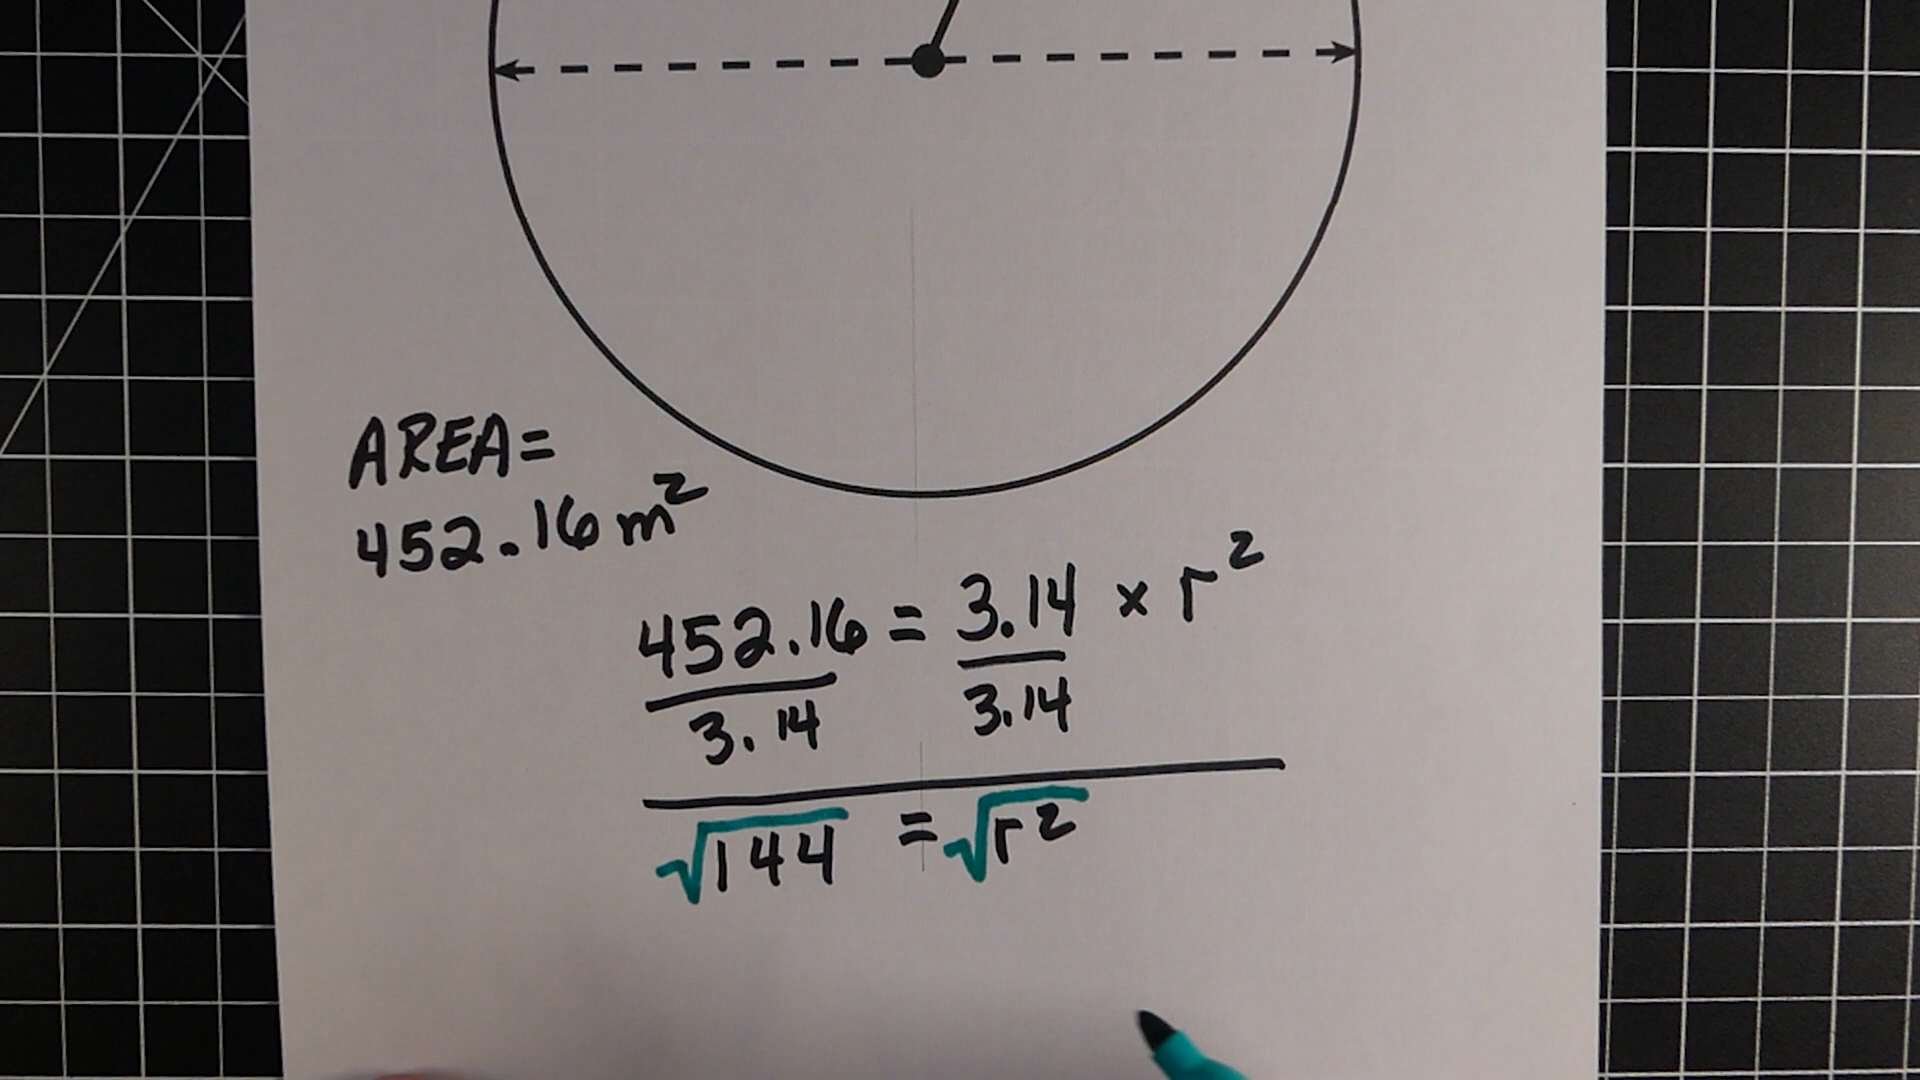 AREA=
452.16 m²
452.16 = 3.14 × r²
3.14 3.14
√144 = √r²